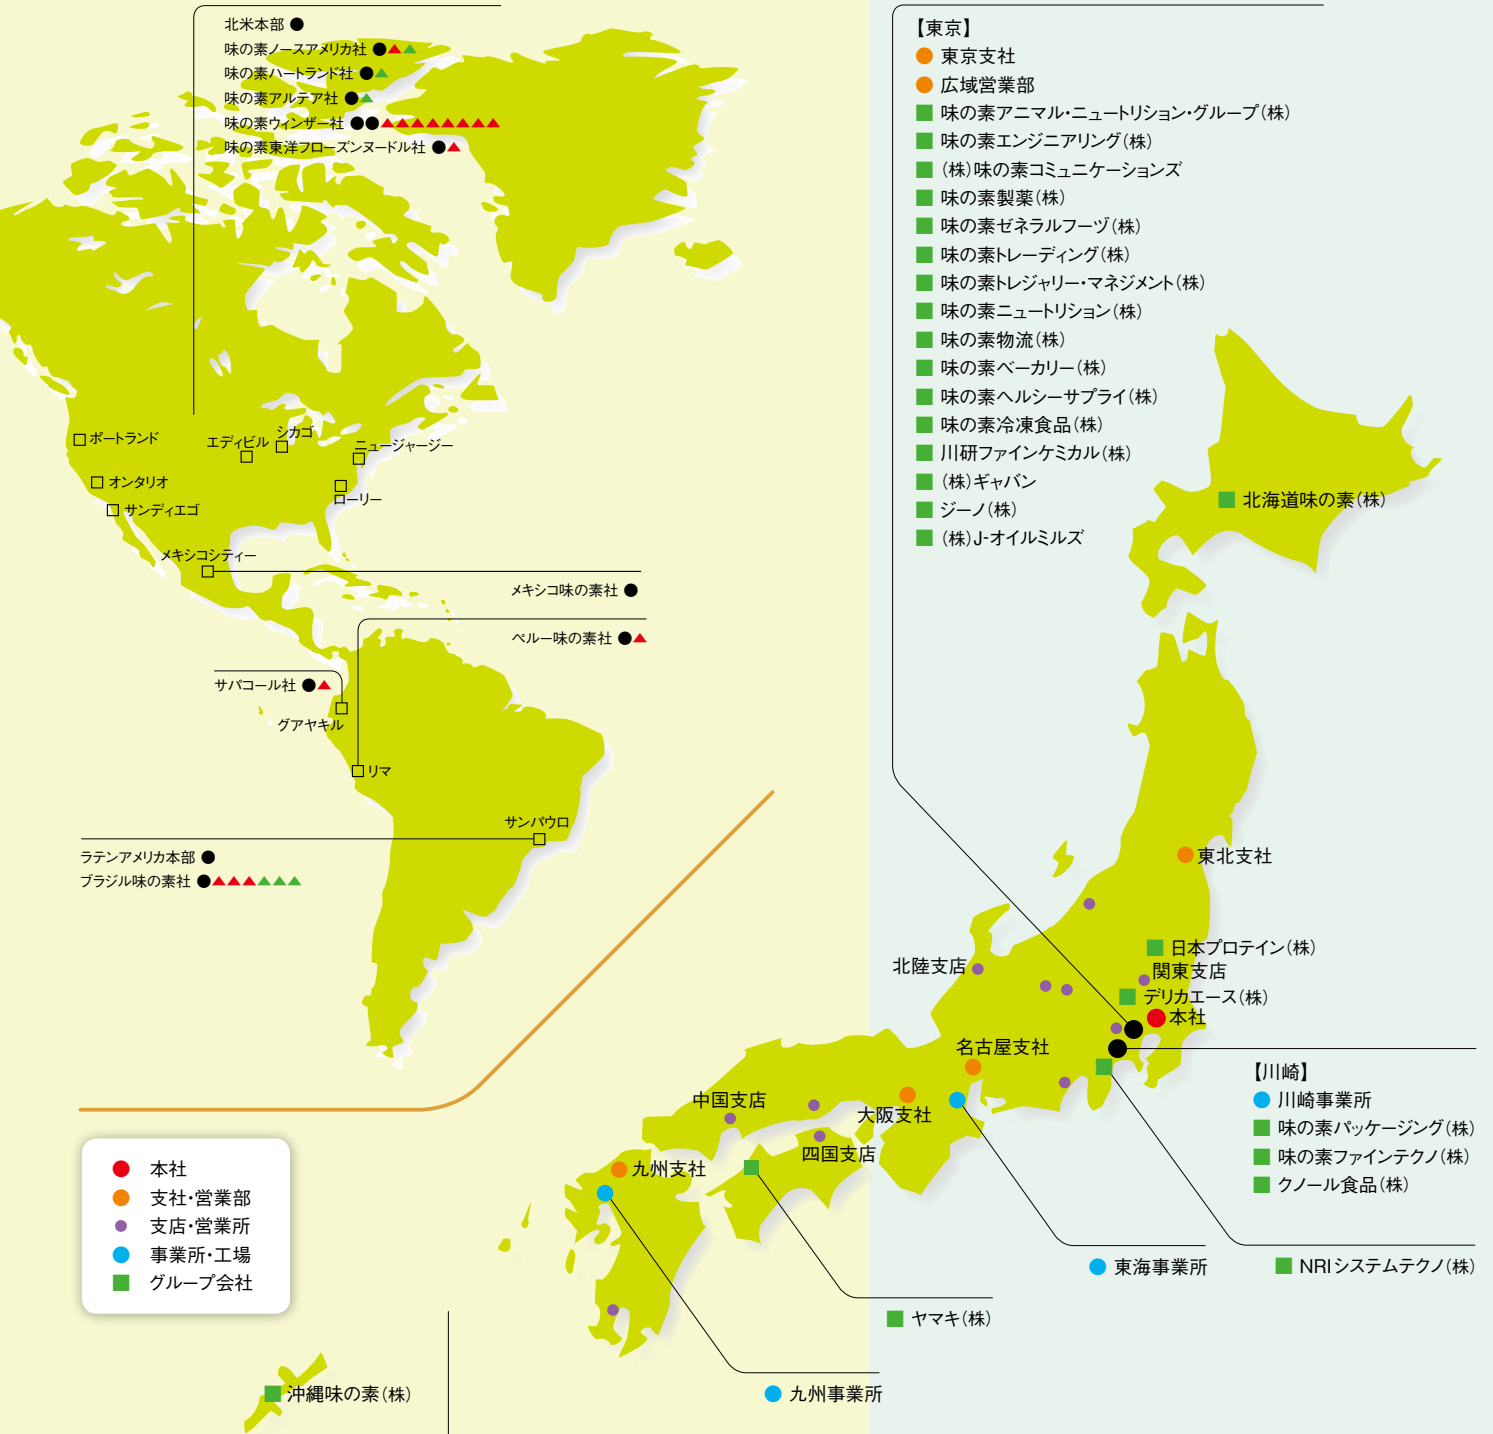 北米本部
味の素ノースアメリカ社
味の素ハートランド社
味の素アルテア社
味の素ウィンザー社
味の素東洋フローズンヌードル社
ポートランド
エディビル
シカゴ
ニュージャージー
オンタリオ
ローリー
サンディエゴ
メキシコシティー
メキシコ味の素社
ペルー味の素社
サパコール社
グアヤキル
リマ
サンパウロ
ラテンアメリカ本部
ブラジル味の素社
【東京】
東京支社
広域営業部
味の素アニマル・ニュートリション・グループ(株)
味の素エンジニアリング(株)
(株)味の素コミュニケーションズ
味の素製薬(株)
味の素ゼネラルフーヅ(株)
味の素トレーディング(株)
味の素トレジャリー・マネジメント(株)
味の素ニュートリション(株)
味の素物流(株)
味の素ベーカリー(株)
味の素ヘルシーサプライ(株)
味の素冷凍食品(株)
川研ファインケミカル(株)
(株)ギャバン
ジーノ(株)
(株)J-オイルミルズ
北海道味の素(株)
東北支社
日本プロテイン(株)
北陸支店
関東支店
デリカエース(株)
本社
名古屋支社
中国支店
大阪支社
四国支店
九州支社
【川崎】
川崎事業所
味の素パッケージング(株)
味の素ファインテクノ(株)
クノール食品(株)
東海事業所
NRIシステムテクノ(株)
ヤマキ(株)
九州事業所
沖縄味の素(株)
本社
支社・営業部
支店・営業所
事業所・工場
グループ会社